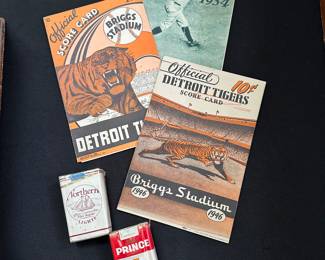 1934
Official
SCORE CARD
BRIGGS
STADIUM
DETROIT TI
Official
10¢
DETROIT TIGERS
SCORE CARD
Briggs Stadium
1946
1946
Northern
LIGHTS
PRINCE